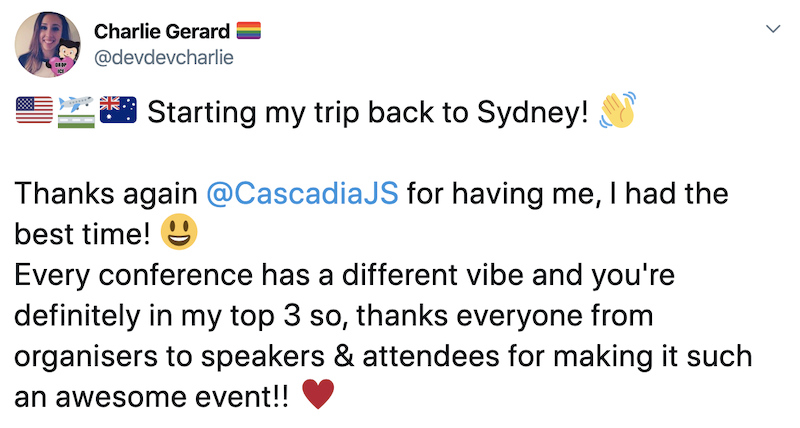 Charlie Gerard 🏳️‍🌈
@devdevcharlie
🇺🇸🛫🇦🇺 Starting my trip back to Sydney! 👋
Thanks again @CascadiaJS for having me, I had the
best time! 😃
Every conference has a different vibe and you're
definitely in my top 3 so, thanks everyone from
organisers to speakers & attendees for making it such
an awesome event!! ♥️